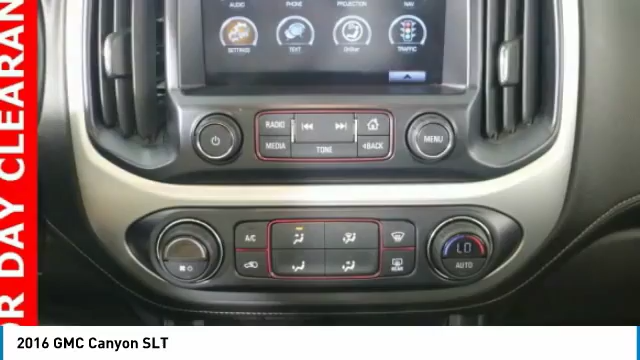 AUDIO PHONE PROJECTION NAV
SETTINGS TEXT OnStar TRAFFIC
RADIO
MEDIA TONE BACK
MENU
A/C
REAR
LO
AUTO
OR DAY CLEARAN
2016 GMC Canyon SLT